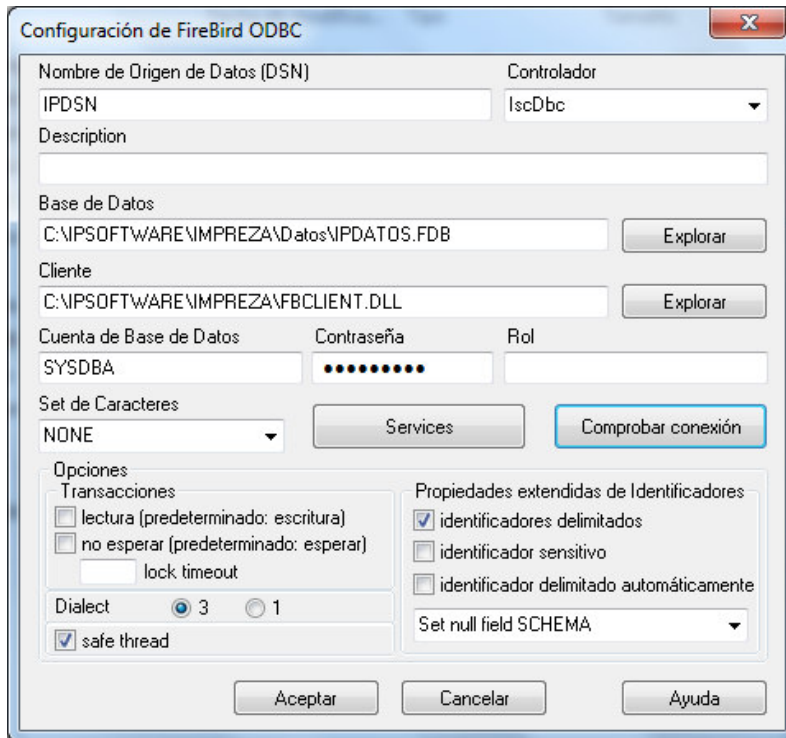 Configuración de FireBird ODBC
Nombre de Origen de Datos (DSN) Controlador
IPDSN IscDbc
Description
Base de Datos
C:\IPSOFTWARE\IMPREZA\Datos\IPDATOS.FDB Explorar
Cliente
C:\IPSOFTWARE\IMPREZA\FBCLIENT.DLL Explorar
Cuenta de Base de Datos Contraseña Rol
SYSDBA •••••••••
Set de Caracteres
NONE Services Comprobar conexión
Opciones
Transacciones
lectura (predeterminado: escritura)
no esperar (predeterminado: esperar)
lock timeout
Dialect 3 1
safe thread
Propiedades extendidas de Identificadores
identificadores delimitados
identificador sensitivo
identificador delimitado automáticamente
Set null field SCHEMA
Aceptar Cancelar Ayuda